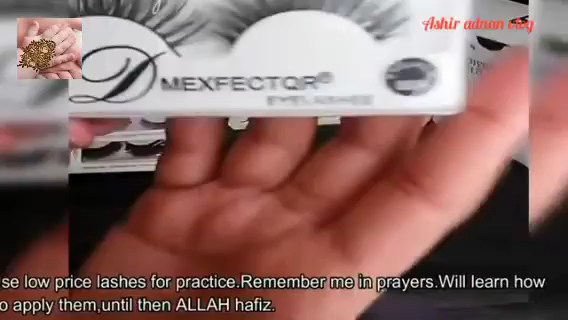 Ashir adnan vlog
DMEXFECTOR®
EYELASHES
se low price lashes for practice.Remember me in prayers.Will learn how
o apply them,until then ALLAH hafiz.